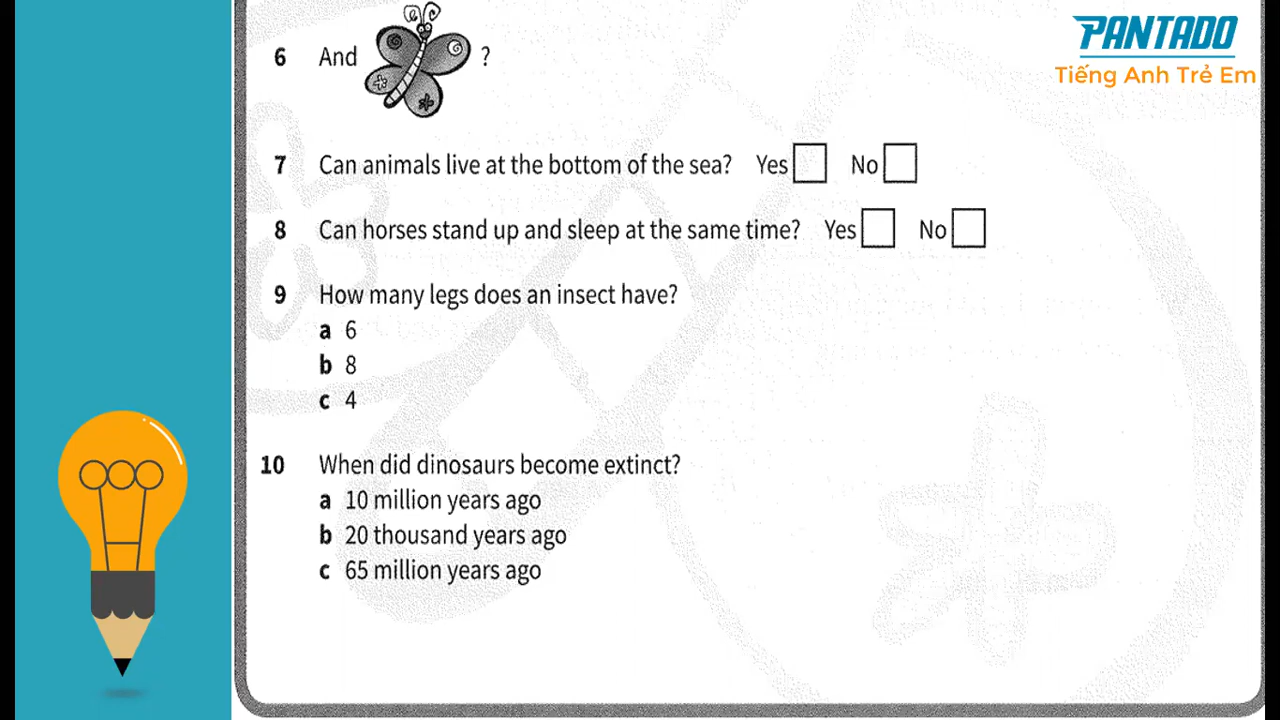 PANTADO
Tiếng Anh Trẻ Em
6 And ?
7 Can animals live at the bottom of the sea? Yes No
8 Can horses stand up and sleep at the same time? Yes No
9 How many legs does an insect have?
a 6
b 8
c 4
10 When did dinosaurs become extinct?
a 10 million years ago
b 20 thousand years ago
c 65 million years ago